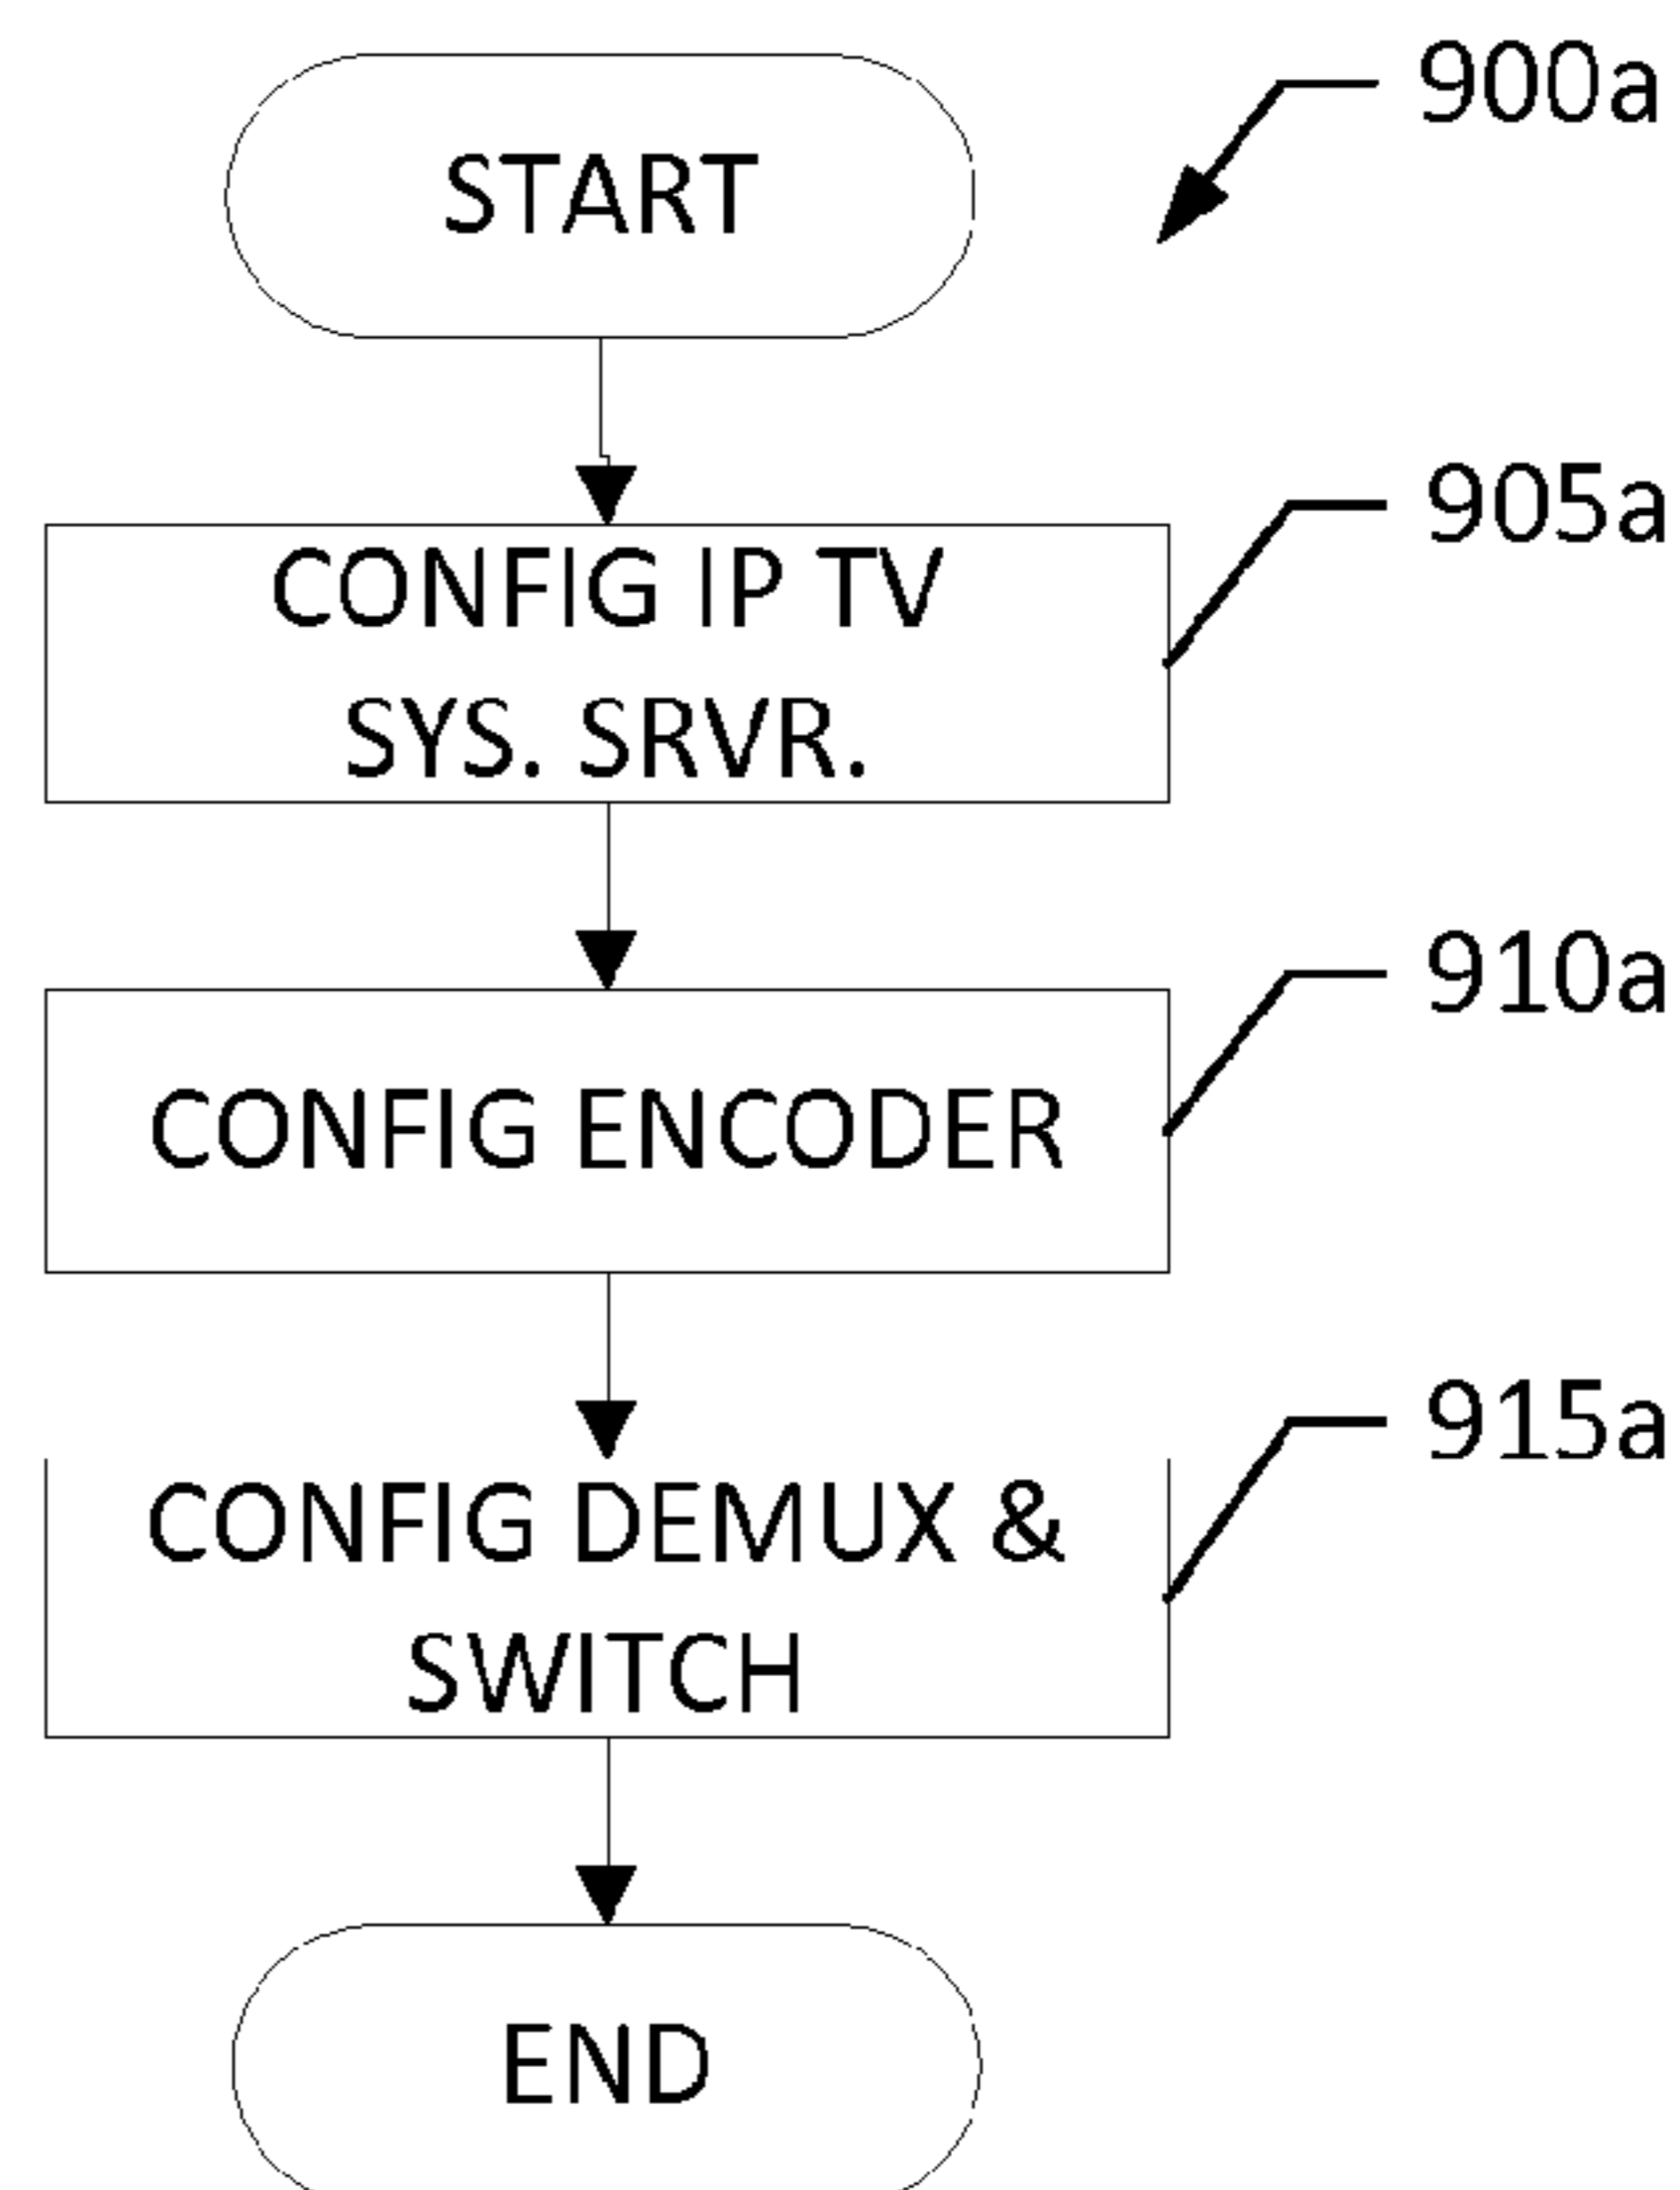 START
900a
905a
CONFIG IP TV
SYS. SRVR.
910a
CONFIG ENCODER
915a
CONFIG DEMUX &
SWITCH
END